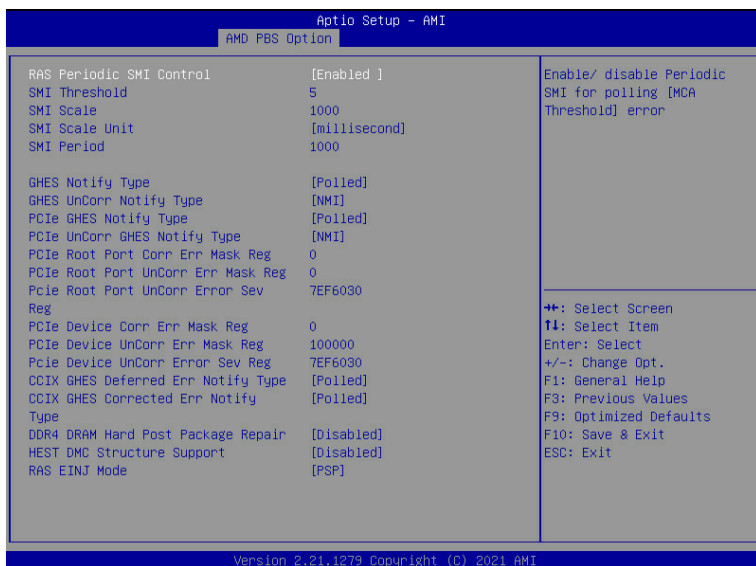 Aptio Setup – AMI
AMD PBS Option
RAS Periodic SMI Control [Enabled ]
SMI Threshold 5
SMI Scale 1000
SMI Scale Unit [millisecond]
SMI Period 1000
GHES Notify Type [Polled]
GHES UnCorr Notify Type [NMI]
PCIe GHES Notify Type [Polled]
PCIe UnCorr GHES Notify Type [NMI]
PCIe Root Port Corr Err Mask Reg 0
PCIe Root Port UnCorr Err Mask Reg 0
Pcie Root Port UnCorr Error Sev 7EF6030
Reg
PCIe Device Corr Err Mask Reg 0
PCIe Device UnCorr Err Mask Reg 100000
Pcie Device UnCorr Error Sev Reg 7EF6030
CCIX GHES Deferred Err Notify Type [Polled]
CCIX GHES Corrected Err Notify [Polled]
Type
DDR4 DRAM Hard Post Package Repair [Disabled]
HEST DMC Structure Support [Disabled]
RAS EINJ Mode [PSP]
Enable/ disable Periodic
SMI for polling [MCA
Threshold] error
→←: Select Screen
↑↓: Select Item
Enter: Select
+/-: Change Opt.
F1: General Help
F3: Previous Values
F9: Optimized Defaults
F10: Save & Exit
ESC: Exit
Version 2.21.1279 Copyright (C) 2021 AMI